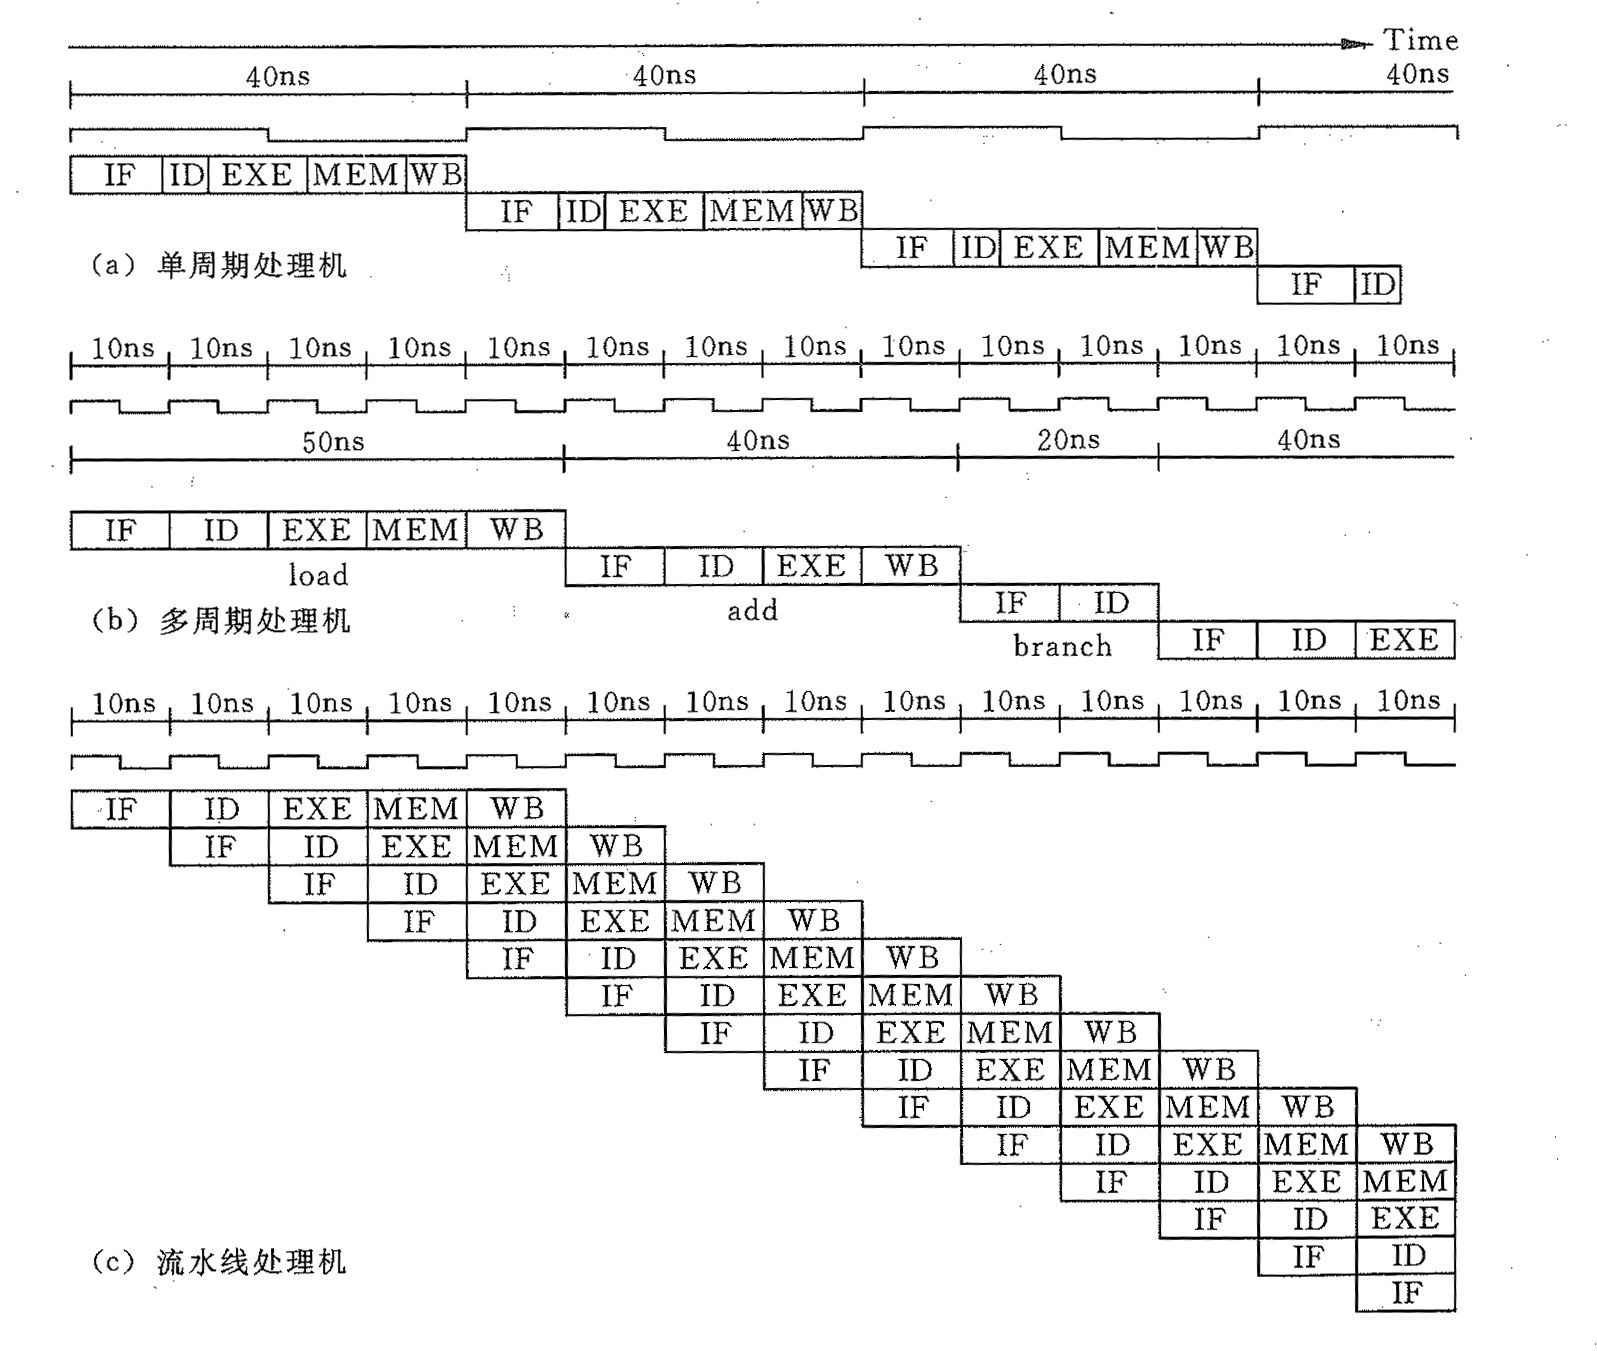 Time
40ns 40ns 40ns 40ns
IF ID EXE MEM WB
IF ID EXE MEM WB
IF ID EXE MEM WB
IF ID
(a) 单周期处理机
10ns 10ns 10ns 10ns 10ns 10ns 10ns 10ns 10ns 10ns 10ns 10ns 10ns 10ns
50ns 40ns 20ns 40ns
IF ID EXE MEM WB
load
IF ID EXE WB
add
IF ID
branch
IF ID EXE
(b) 多周期处理机
10ns 10ns 10ns 10ns 10ns 10ns 10ns 10ns 10ns 10ns 10ns 10ns 10ns 10ns
IF ID EXE MEM WB
IF ID EXE MEM WB
IF ID EXE MEM WB
IF ID EXE MEM WB
IF ID EXE MEM WB
IF ID EXE MEM WB
IF ID EXE MEM WB
IF ID EXE MEM WB
IF ID EXE MEM WB
IF ID EXE MEM WB
IF ID EXE MEM
IF ID EXE
IF ID
IF
(c) 流水线处理机